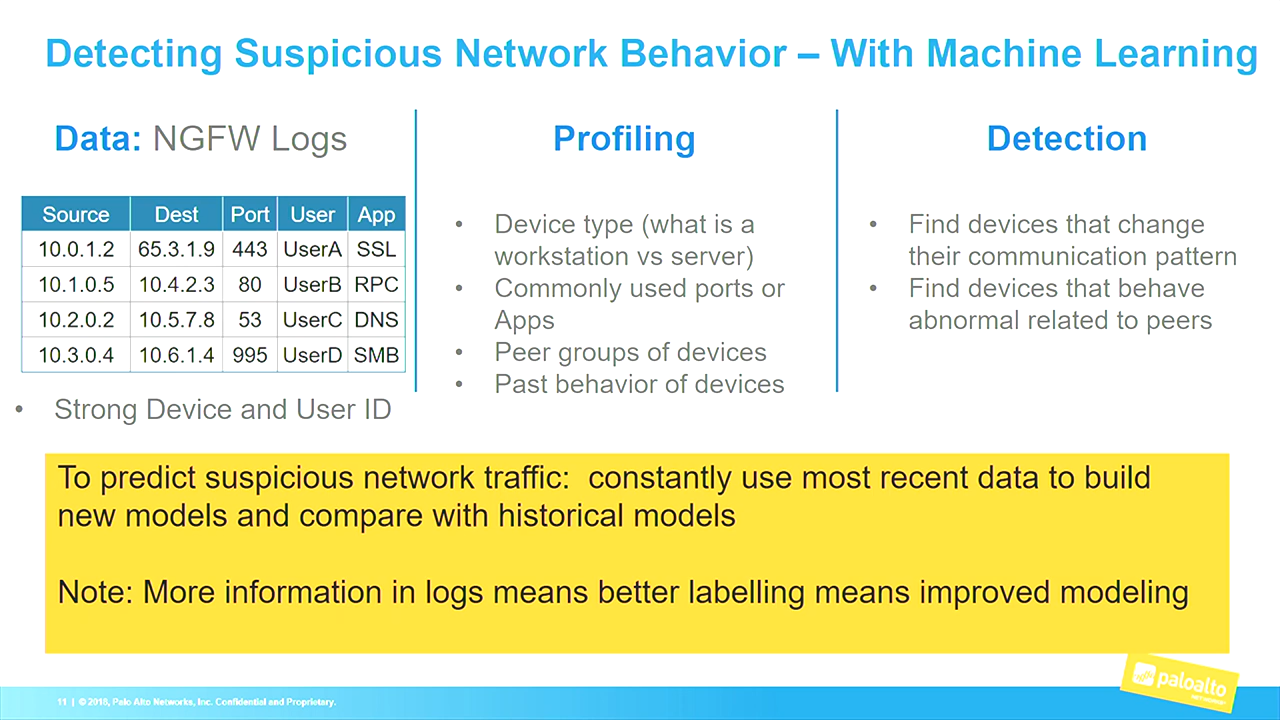 Detecting Suspicious Network Behavior – With Machine Learning
Data: NGFW Logs
Source Dest Port User App
10.0.1.2 65.3.1.9 443 UserA SSL
10.1.0.5 10.4.2.3 80 UserB RPC
10.2.0.2 10.5.7.8 53 UserC DNS
10.3.0.4 10.6.1.4 995 UserD SMB
• Strong Device and User ID
Profiling
• Device type (what is a
workstation vs server)
• Commonly used ports or
Apps
• Peer groups of devices
• Past behavior of devices
Detection
• Find devices that change
their communication pattern
• Find devices that behave
abnormal related to peers
To predict suspicious network traffic:  constantly use most recent data to build
new models and compare with historical models
Note: More information in logs means better labelling means improved modeling
11 | © 2018, Palo Alto Networks, Inc. Confidential and Proprietary.
paloalto
NETWORKS